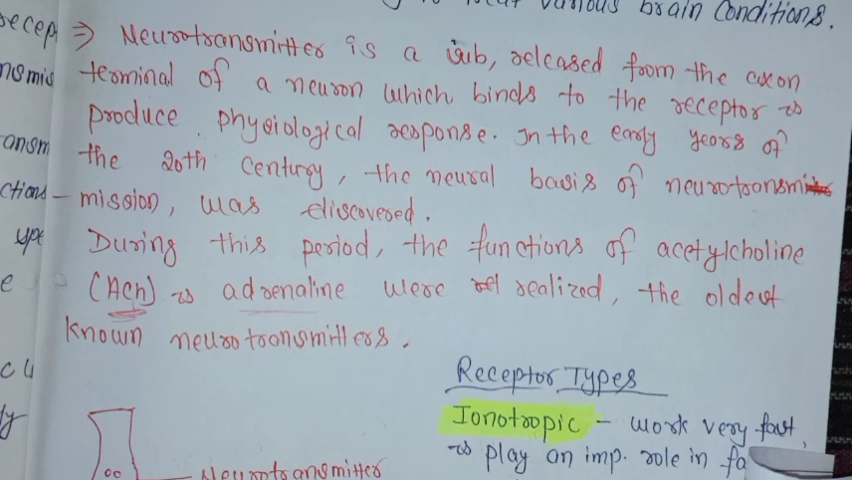 various brain conditions.
⇒ Neurotransmitter is a sub, released from the axon
terminal of a neuron which binds to the receptor &
produce physiological response. In the early years of
the 20th century, the neural basis of neurotransmi
- mission, was discovered.
During this period, the functions of acetylcholine
(Ach) & adrenaline were realized, the oldest
known neurotransmitters.
Receptor Types
Ionotropic - work very fast,
& play an imp. role in fa
Neurotransmitter